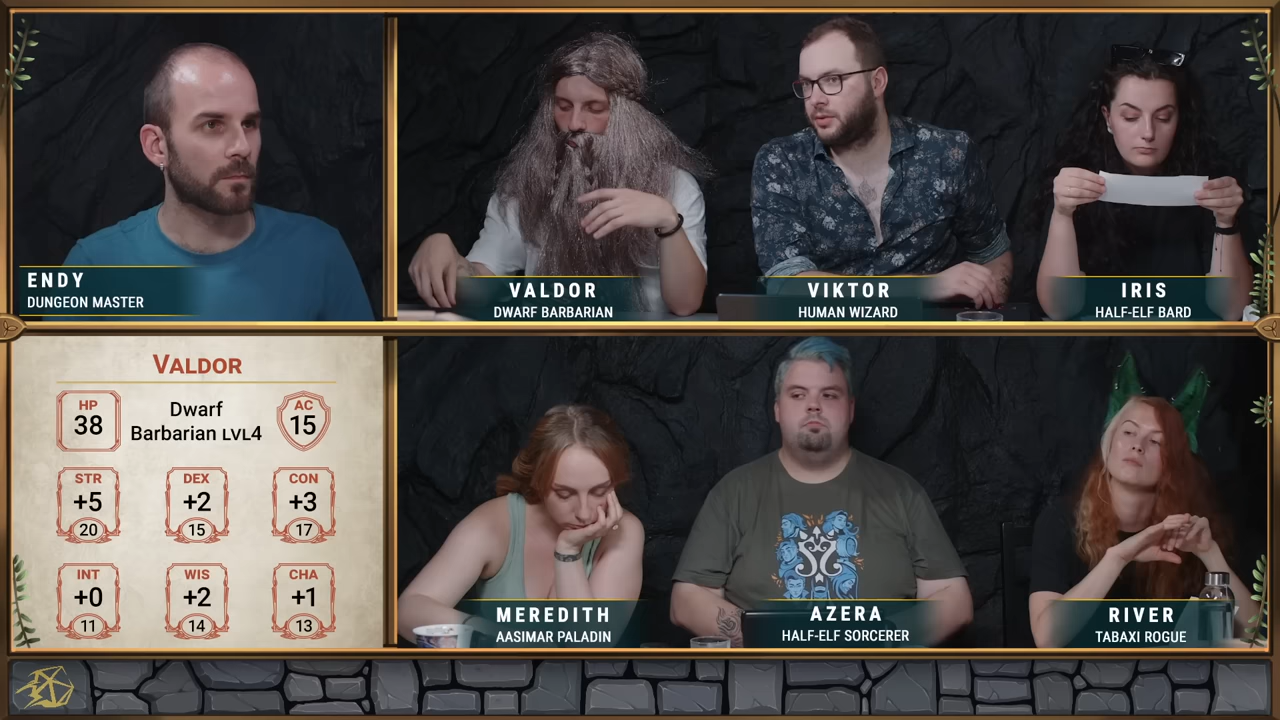 ENDY
DUNGEON MASTER
VALDOR
DWARF BARBARIAN
VIKTOR
HUMAN WIZARD
IRIS
HALF-ELF BARD
VALDOR
HP
38
Dwarf
Barbarian LVL4
AC
15
STR
+5
20
DEX
+2
15
CON
+3
17
INT
+0
11
WIS
+2
14
CHA
+1
13
MEREDITH
AASIMAR PALADIN
AZERA
HALF-ELF SORCERER
RIVER
TABAXI ROGUE